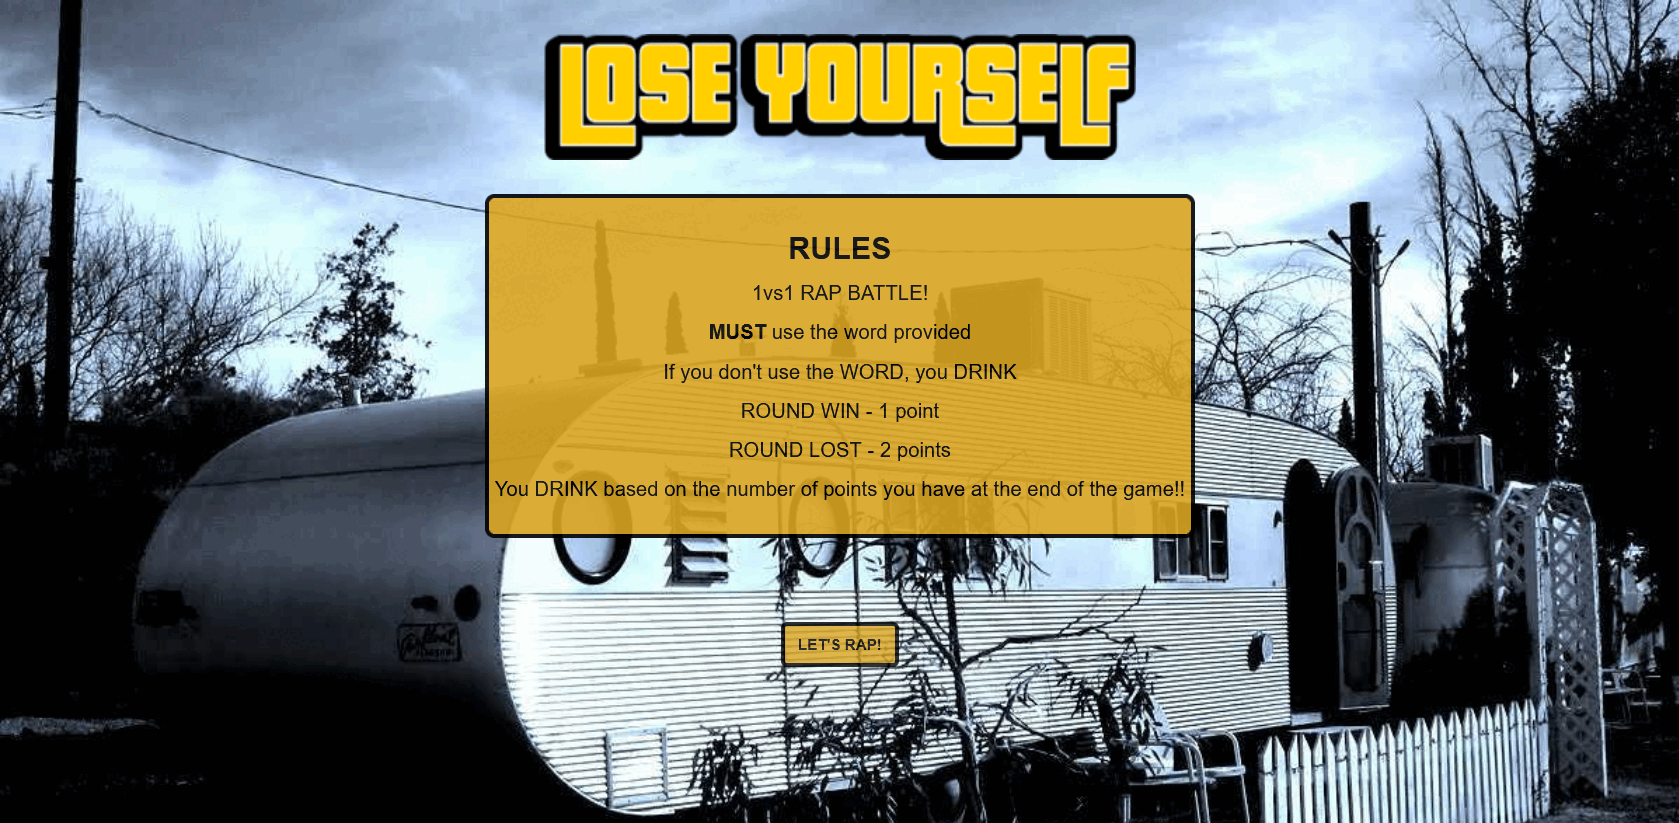 LOSE YOURSELF
RULES
1vs1 RAP BATTLE!
MUST use the word provided
If you don't use the WORD, you DRINK
ROUND WIN - 1 point
ROUND LOST - 2 points
You DRINK based on the number of points you have at the end of the game!!
LET'S RAP!